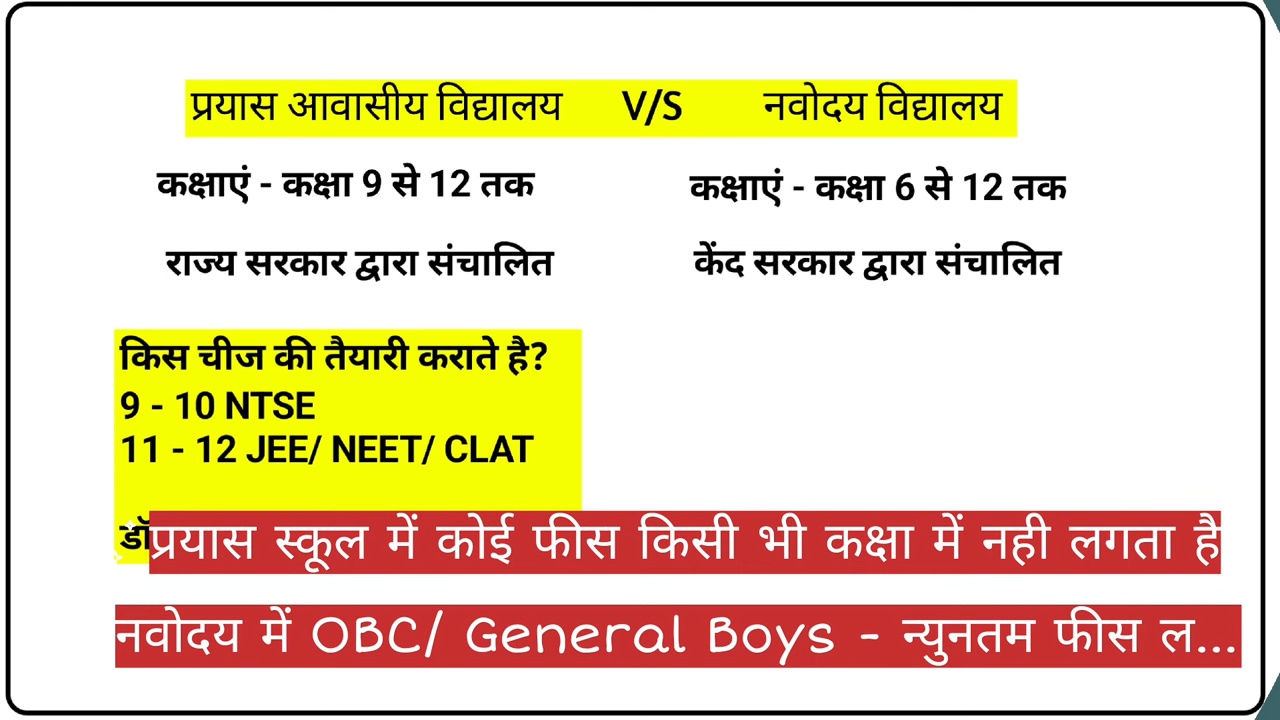 प्रयास आवासीय विद्यालय V/S नवोदय विद्यालय
कक्षाएं - कक्षा 9 से 12 तक
कक्षाएं - कक्षा 6 से 12 तक
राज्य सरकार द्वारा संचालित
केंद सरकार द्वारा संचालित
किस चीज की तैयारी कराते है?
9 - 10 NTSE
11 - 12 JEE/ NEET/ CLAT
प्रयास स्कूल में कोई फीस किसी भी कक्षा में नही लगता है
नवोदय में OBC/ General Boys - न्युनतम फीस ल...